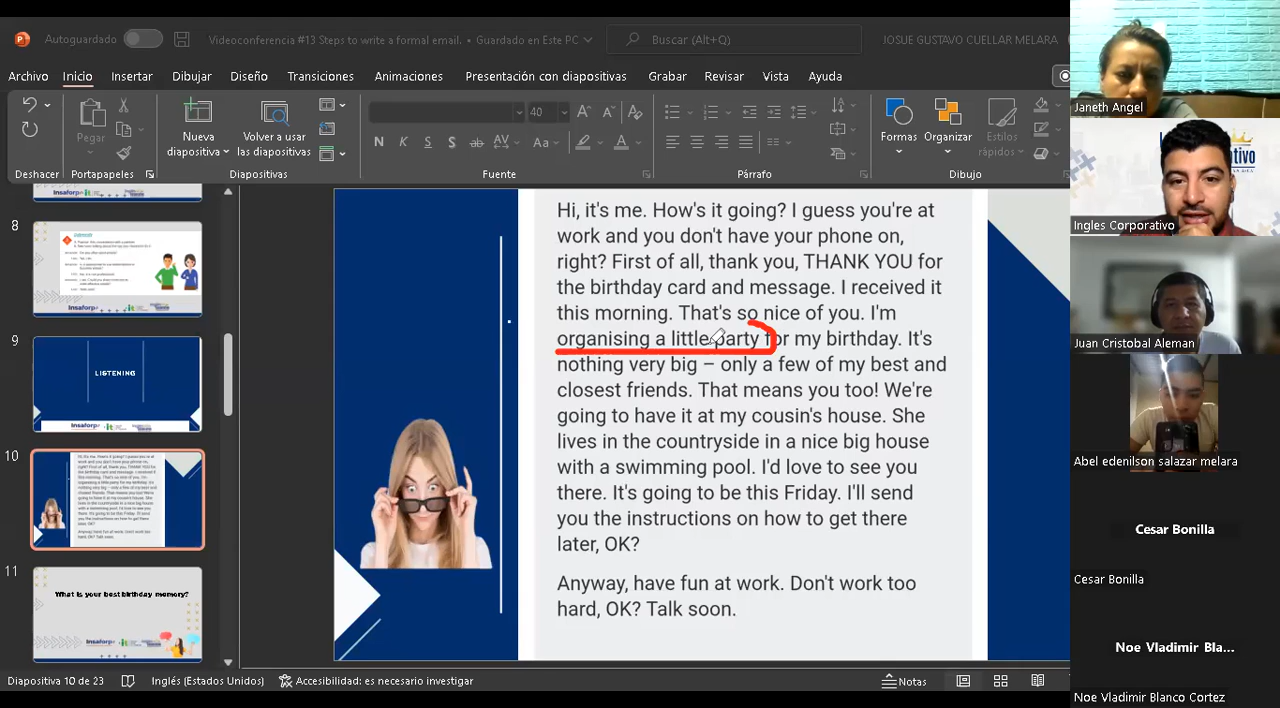 Autoguardado
Videoconferencia #13 Steps to write a formal email
Buscar (Alt+Q)
Archivo Inicio Insertar Dibujar Diseño Transiciones Animaciones Presentación con diapositivas Grabar Revisar Vista Ayuda
Pegar
Nueva diapositiva
Volver a usar las diapositivas
40
N K S ab AV Aa A
Formas Organizar Estilos rápidos
Deshacer Portapapeles Diapositivas Fuente Párrafo Dibujo
8
9
LISTENING
10
11
What is your best birthday memory?
Hi, it's me. How's it going? I guess you're at
work and you don't have your phone on,
right? First of all, thank you, THANK YOU for
the birthday card and message. I received it
this morning. That's so nice of you. I'm
organising a little party for my birthday. It's
nothing very big – only a few of my best and
closest friends. That means you too! We're
going to have it at my cousin's house. She
lives in the countryside in a nice big house
with a swimming pool. I'd love to see you
there. It's going to be this Friday. I'll send
you the instructions on how to get there
later, OK?
Anyway, have fun at work. Don't work too
hard, OK? Talk soon.
Diapositiva 10 de 23
Inglés (Estados Unidos)
Accesibilidad: es necesario investigar
Notas
Janeth Angel
Ingles Corporativo
Juan Cristobal Aleman
Abel edenilson salazar melara
Cesar Bonilla
Cesar Bonilla
Noe Vladimir Bla...
Noe Vladimir Blanco Cortez